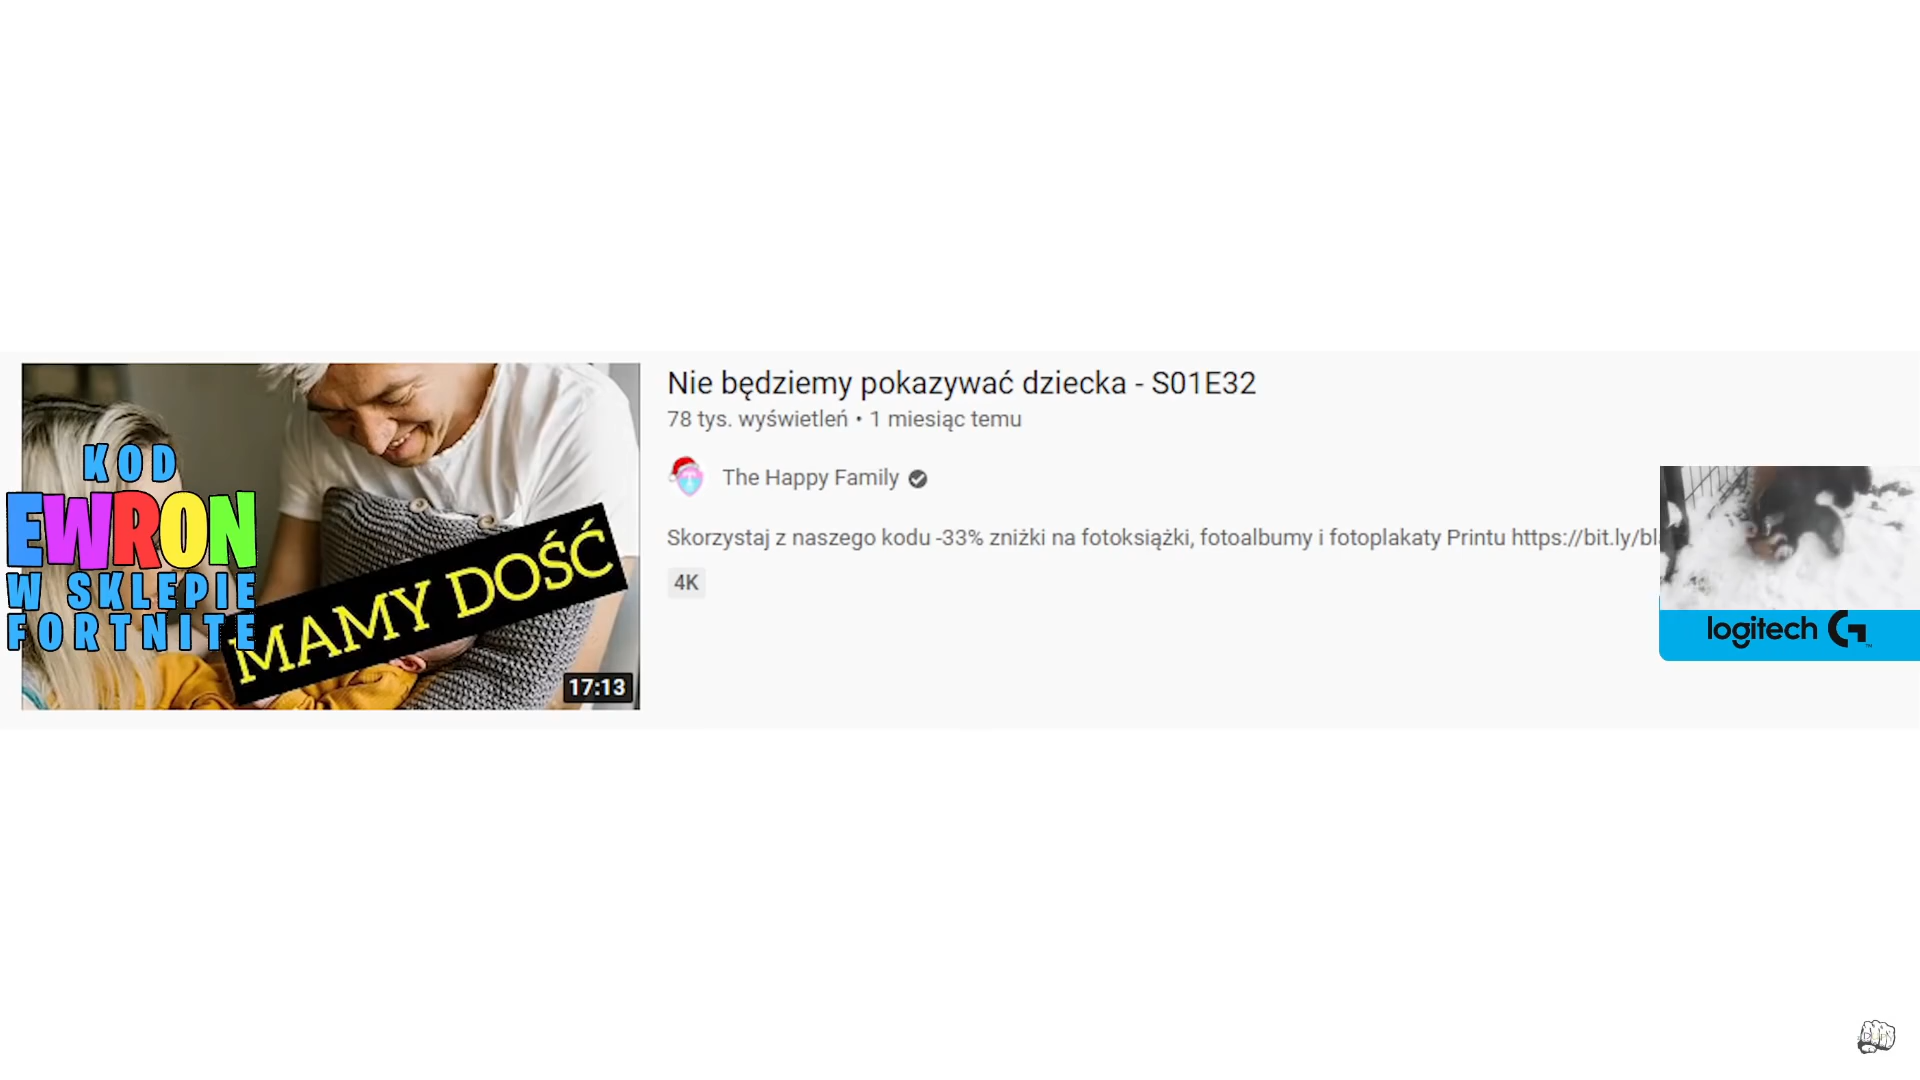 KOD
EWRON
W SKLEPIE
FORTNITE
MAMY DOŚĆ
17:13
Nie będziemy pokazywać dziecka - S01E32
78 tys. wyświetleń • 1 miesiąc temu
The Happy Family
Skorzystaj z naszego kodu -33% zniżki na fotoksiążki, fotoalbumy i fotoplakaty Printu https://bit.ly/bl
4K
logitech G